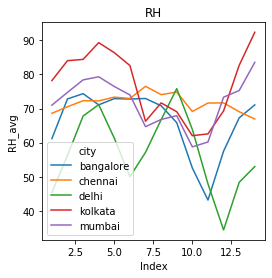 RH
90
80
70
60
50
40
RH_avg
city
bangalore
chennai
delhi
kolkata
mumbai
2.5 5.0 7.5 10.0 12.5
Index